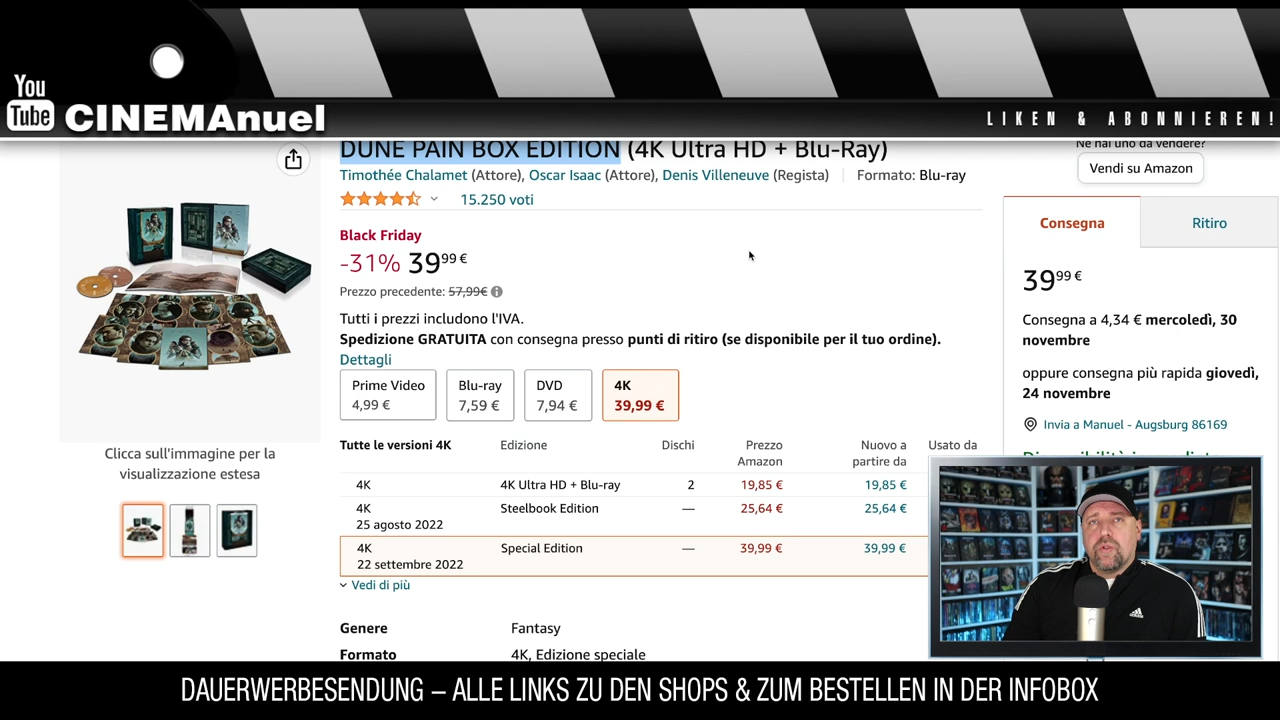 You
Tube
CINEMAnuel
LIKEN & ABONNIEREN!
DUNE PAIN BOX EDITION (4K Ultra HD + Blu-Ray)
Timothée Chalamet (Attore), Oscar Isaac (Attore), Denis Villeneuve (Regista)
Formato: Blu-ray
15.250 voti
Black Friday
-31% 39,99 €
Prezzo precedente: 57,99€
Tutti i prezzi includono l'IVA.
Spedizione GRATUITA con consegna presso punti di ritiro (se disponibile per il tuo ordine).
Dettagli
Prime Video
4,99 €
Blu-ray
7,59 €
DVD
7,94 €
4K
39,99 €
Tutte le versioni 4K Edizione Dischi Prezzo Amazon Nuovo a partire da Usato da
4K 4K Ultra HD + Blu-ray 2 19,85 € 19,85 €
4K Steelbook Edition — 25,64 € 25,64 €
25 agosto 2022
4K Special Edition — 39,99 € 39,99 €
22 settembre 2022
Vedi di più
Genere Fantasy
Formato 4K, Edizione speciale
Clicca sull'immagine per la
visualizzazione estesa
Ne hai uno da vendere?
Vendi su Amazon
Consegna
Ritiro
39,99 €
Consegna a 4,34 € mercoledì, 30
novembre
oppure consegna più rapida giovedì,
24 novembre
Invia a Manuel - Augsburg 86169
adidas
DAUERWERBESENDUNG – ALLE LINKS ZU DEN SHOPS & ZUM BESTELLEN IN DER INFOBOX